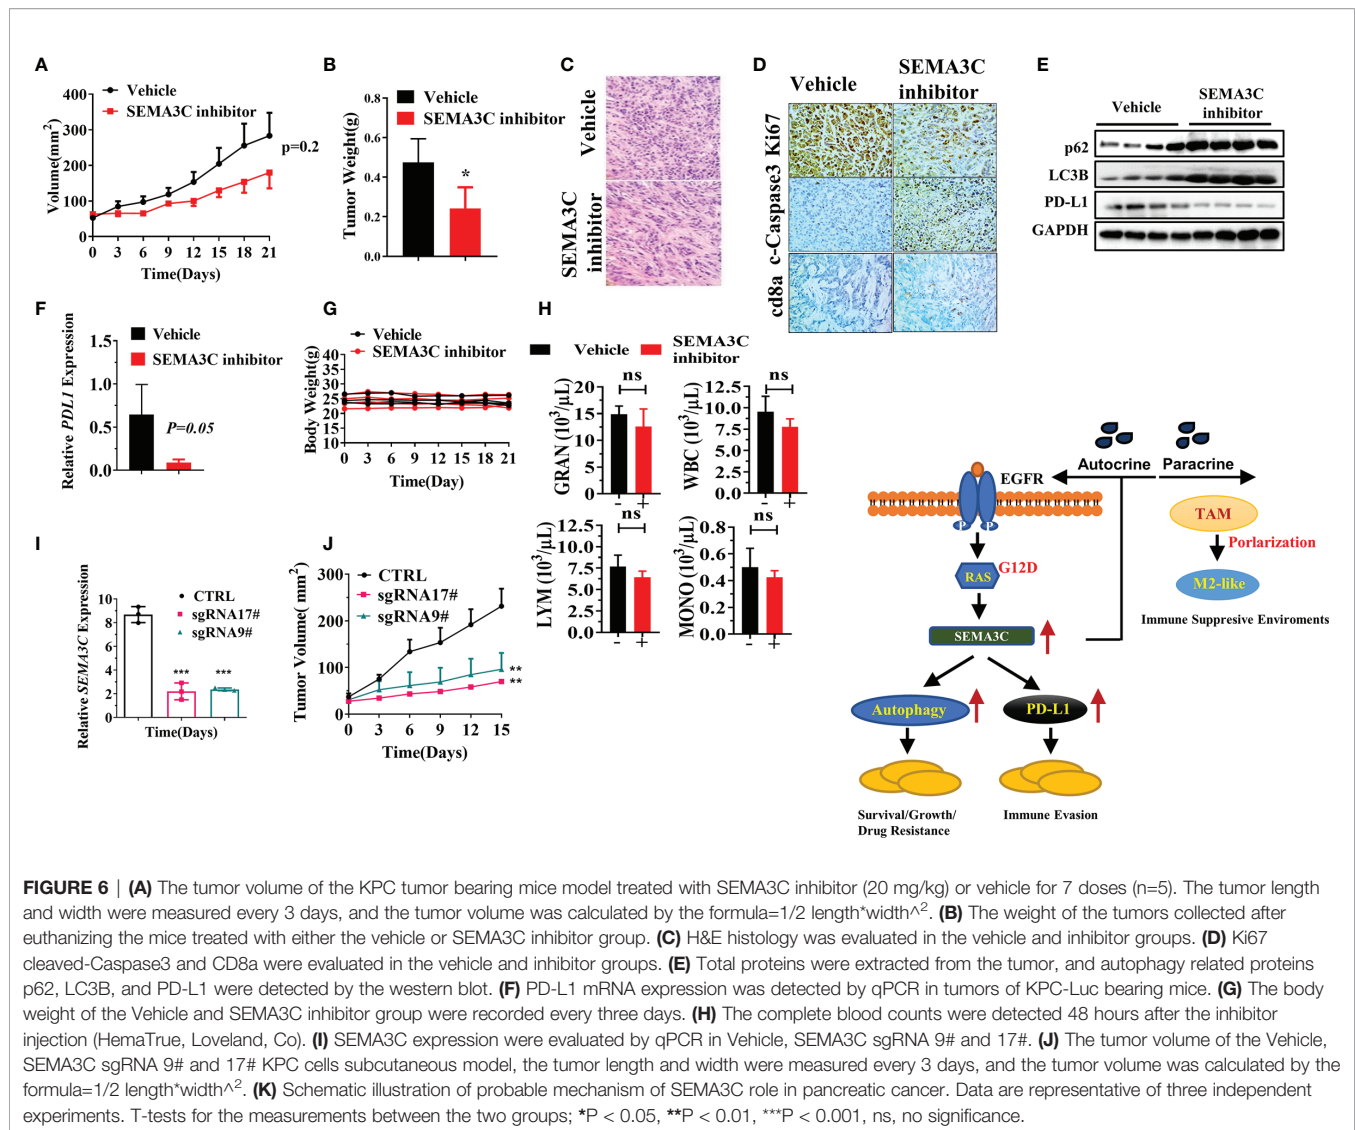 A
Vehicle
SEMA3C inhibitor
400
300
200
100
0
Volume(mm²)
p=0.2
0 3 6 9 12 15 18 21
Time(Days)
B
Vehicle
SEMA3C inhibitor
0.8
0.6
0.4
0.2
0.0
Tumor Weight(g)
*
C
Vehicle
SEMA3C
inhibitor
D
Vehicle
SEMA3C
inhibitor
Ki67
c-Caspase3
cd8a
E
Vehicle
SEMA3C
inhibitor
p62
LC3B
PD-L1
GAPDH
F
Vehicle
SEMA3C inhibitor
1.5
1.0
0.5
0.0
Relative PDL1 Expression
P=0.05
G
Vehicle
SEMA3C inhibitor
40
35
30
25
20
15
10
Body Weight(g)
0 3 6 9 12 15 18 21
Time(Day)
H
Vehicle
SEMA3C
inhibitor
ns
20
15
10
5
0
GRAN (10³/µL)
- +
ns
12.5
10.0
7.5
5.0
2.5
0.0
WBC (10³/µL)
- +
ns
12.5
10.0
7.5
5.0
2.5
0.0
LYM (10³/µL)
- +
ns
0.8
0.6
0.4
0.2
0.0
MONO (10³/µL)
- +
I
CTRL
sgRNA17#
sgRNA9#
10
8
6
4
2
0
Relative SEMA3C Expression
*** ***
Time(Days)
J
CTRL
sgRNA17#
sgRNA9#
300
200
100
0
Tumor Volume( mm²)
**
**
0 3 6 9 12 15
Time(Days)
Autocrine
Paracrine
EGFR
P P
RAS
G12D
SEMA3C
Autophagy
PD-L1
Survival/Growth/
Drug Resistance
Immune Evasion
TAM
Porlarization
M2-like
Immune Suppresive Enviroments
FIGURE 6 | (A) The tumor volume of the KPC tumor bearing mice model treated with SEMA3C inhibitor (20 mg/kg) or vehicle for 7 doses (n=5). The tumor length
and width were measured every 3 days, and the tumor volume was calculated by the formula=1/2 length*width^². (B) The weight of the tumors collected after
euthanizing the mice treated with either the vehicle or SEMA3C inhibitor group. (C) H&E histology was evaluated in the vehicle and inhibitor groups. (D) Ki67
cleaved-Caspase3 and CD8a were evaluated in the vehicle and inhibitor groups. (E) Total proteins were extracted from the tumor, and autophagy related proteins
p62, LC3B, and PD-L1 were detected by the western blot. (F) PD-L1 mRNA expression was detected by qPCR in tumors of KPC-Luc bearing mice. (G) The body
weight of the Vehicle and SEMA3C inhibitor group were recorded every three days. (H) The complete blood counts were detected 48 hours after the inhibitor
injection (HemaTrue, Loveland, Co). (I) SEMA3C expression were evaluated by qPCR in Vehicle, SEMA3C sgRNA 9# and 17#. (J) The tumor volume of the Vehicle,
SEMA3C sgRNA 9# and 17# KPC cells subcutaneous model, the tumor length and width were measured every 3 days, and the tumor volume was calculated by the
formula=1/2 length*width^². (K) Schematic illustration of probable mechanism of SEMA3C role in pancreatic cancer. Data are representative of three independent
experiments. T-tests for the measurements between the two groups; *P < 0.05, **P < 0.01, ***P < 0.001, ns, no significance.